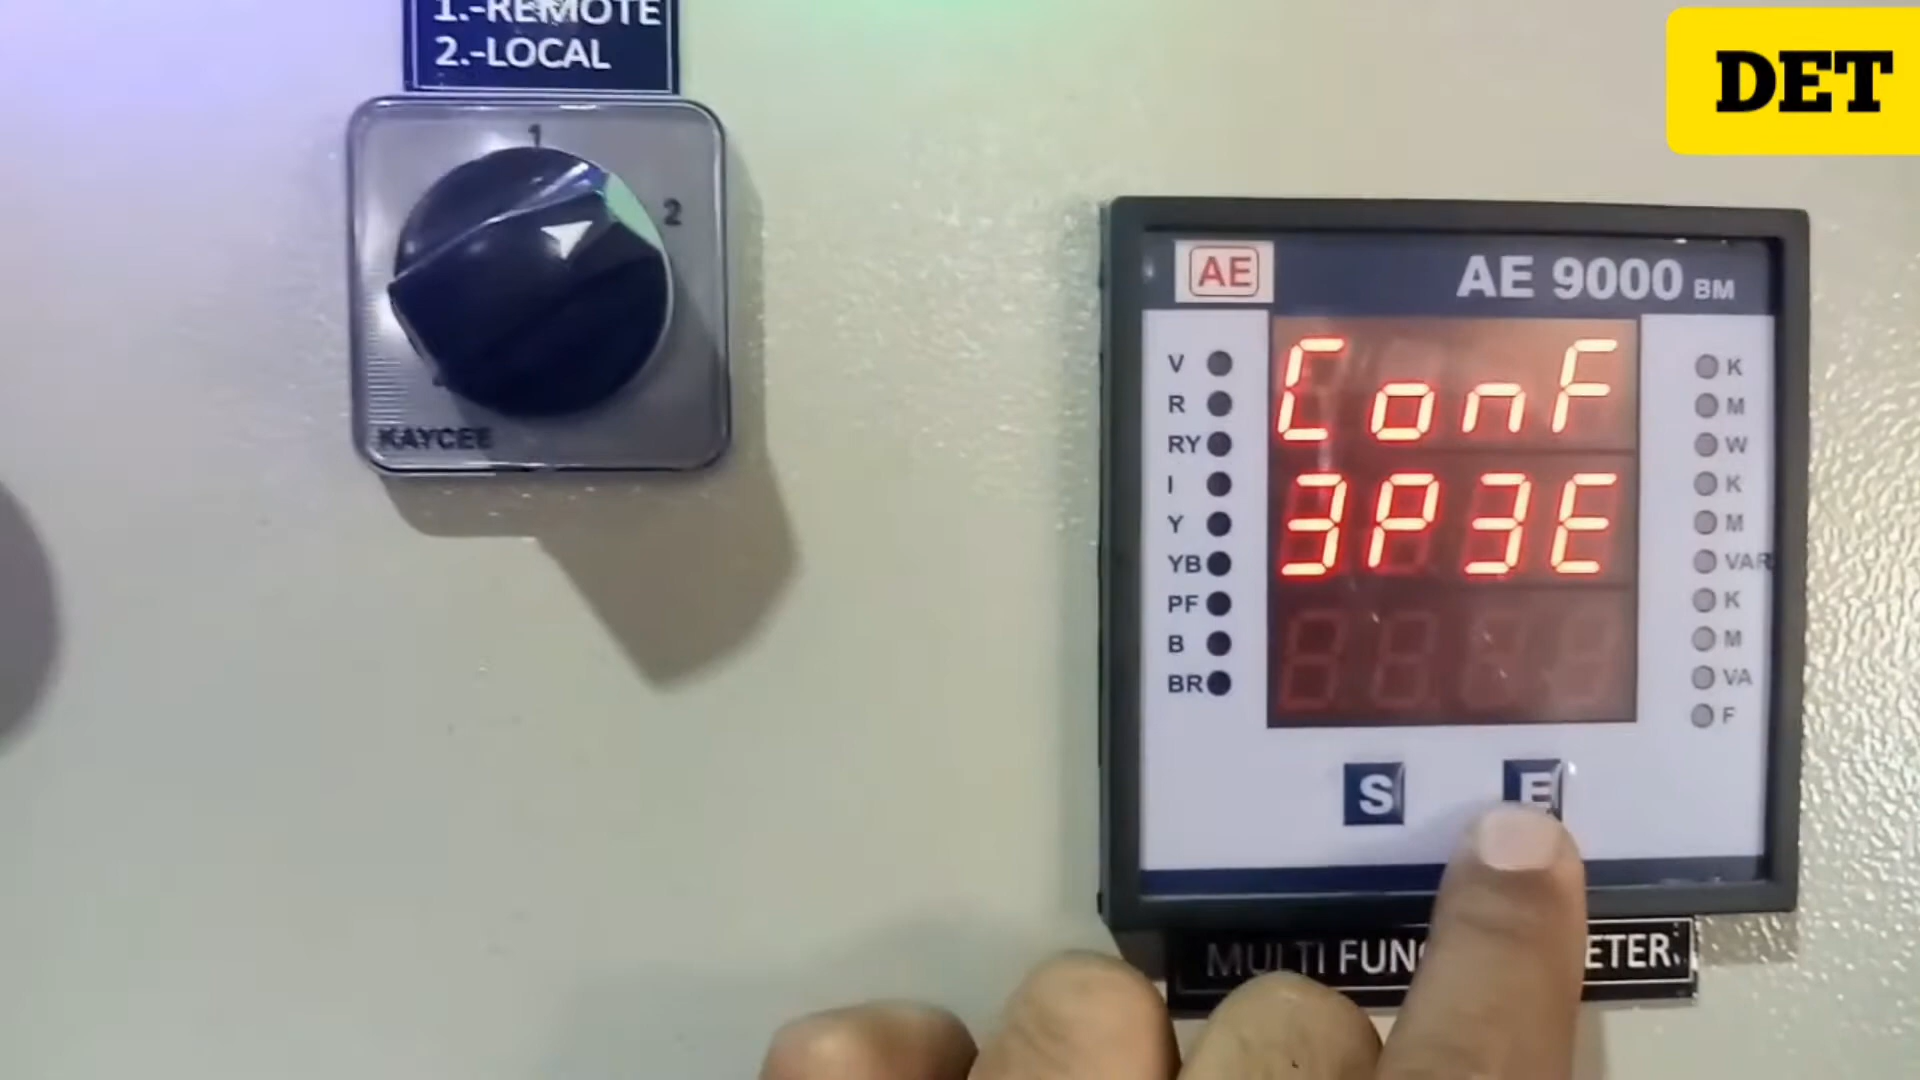 1.-REMOTE
2.-LOCAL
1
2
KAYCEE
DET
AE
AE 9000 BM
V
R
RY
I
Y
YB
PF
B
BR
ConF
3P3E
K
M
W
K
M
VAR
K
M
VA
F
S
E
MULTI